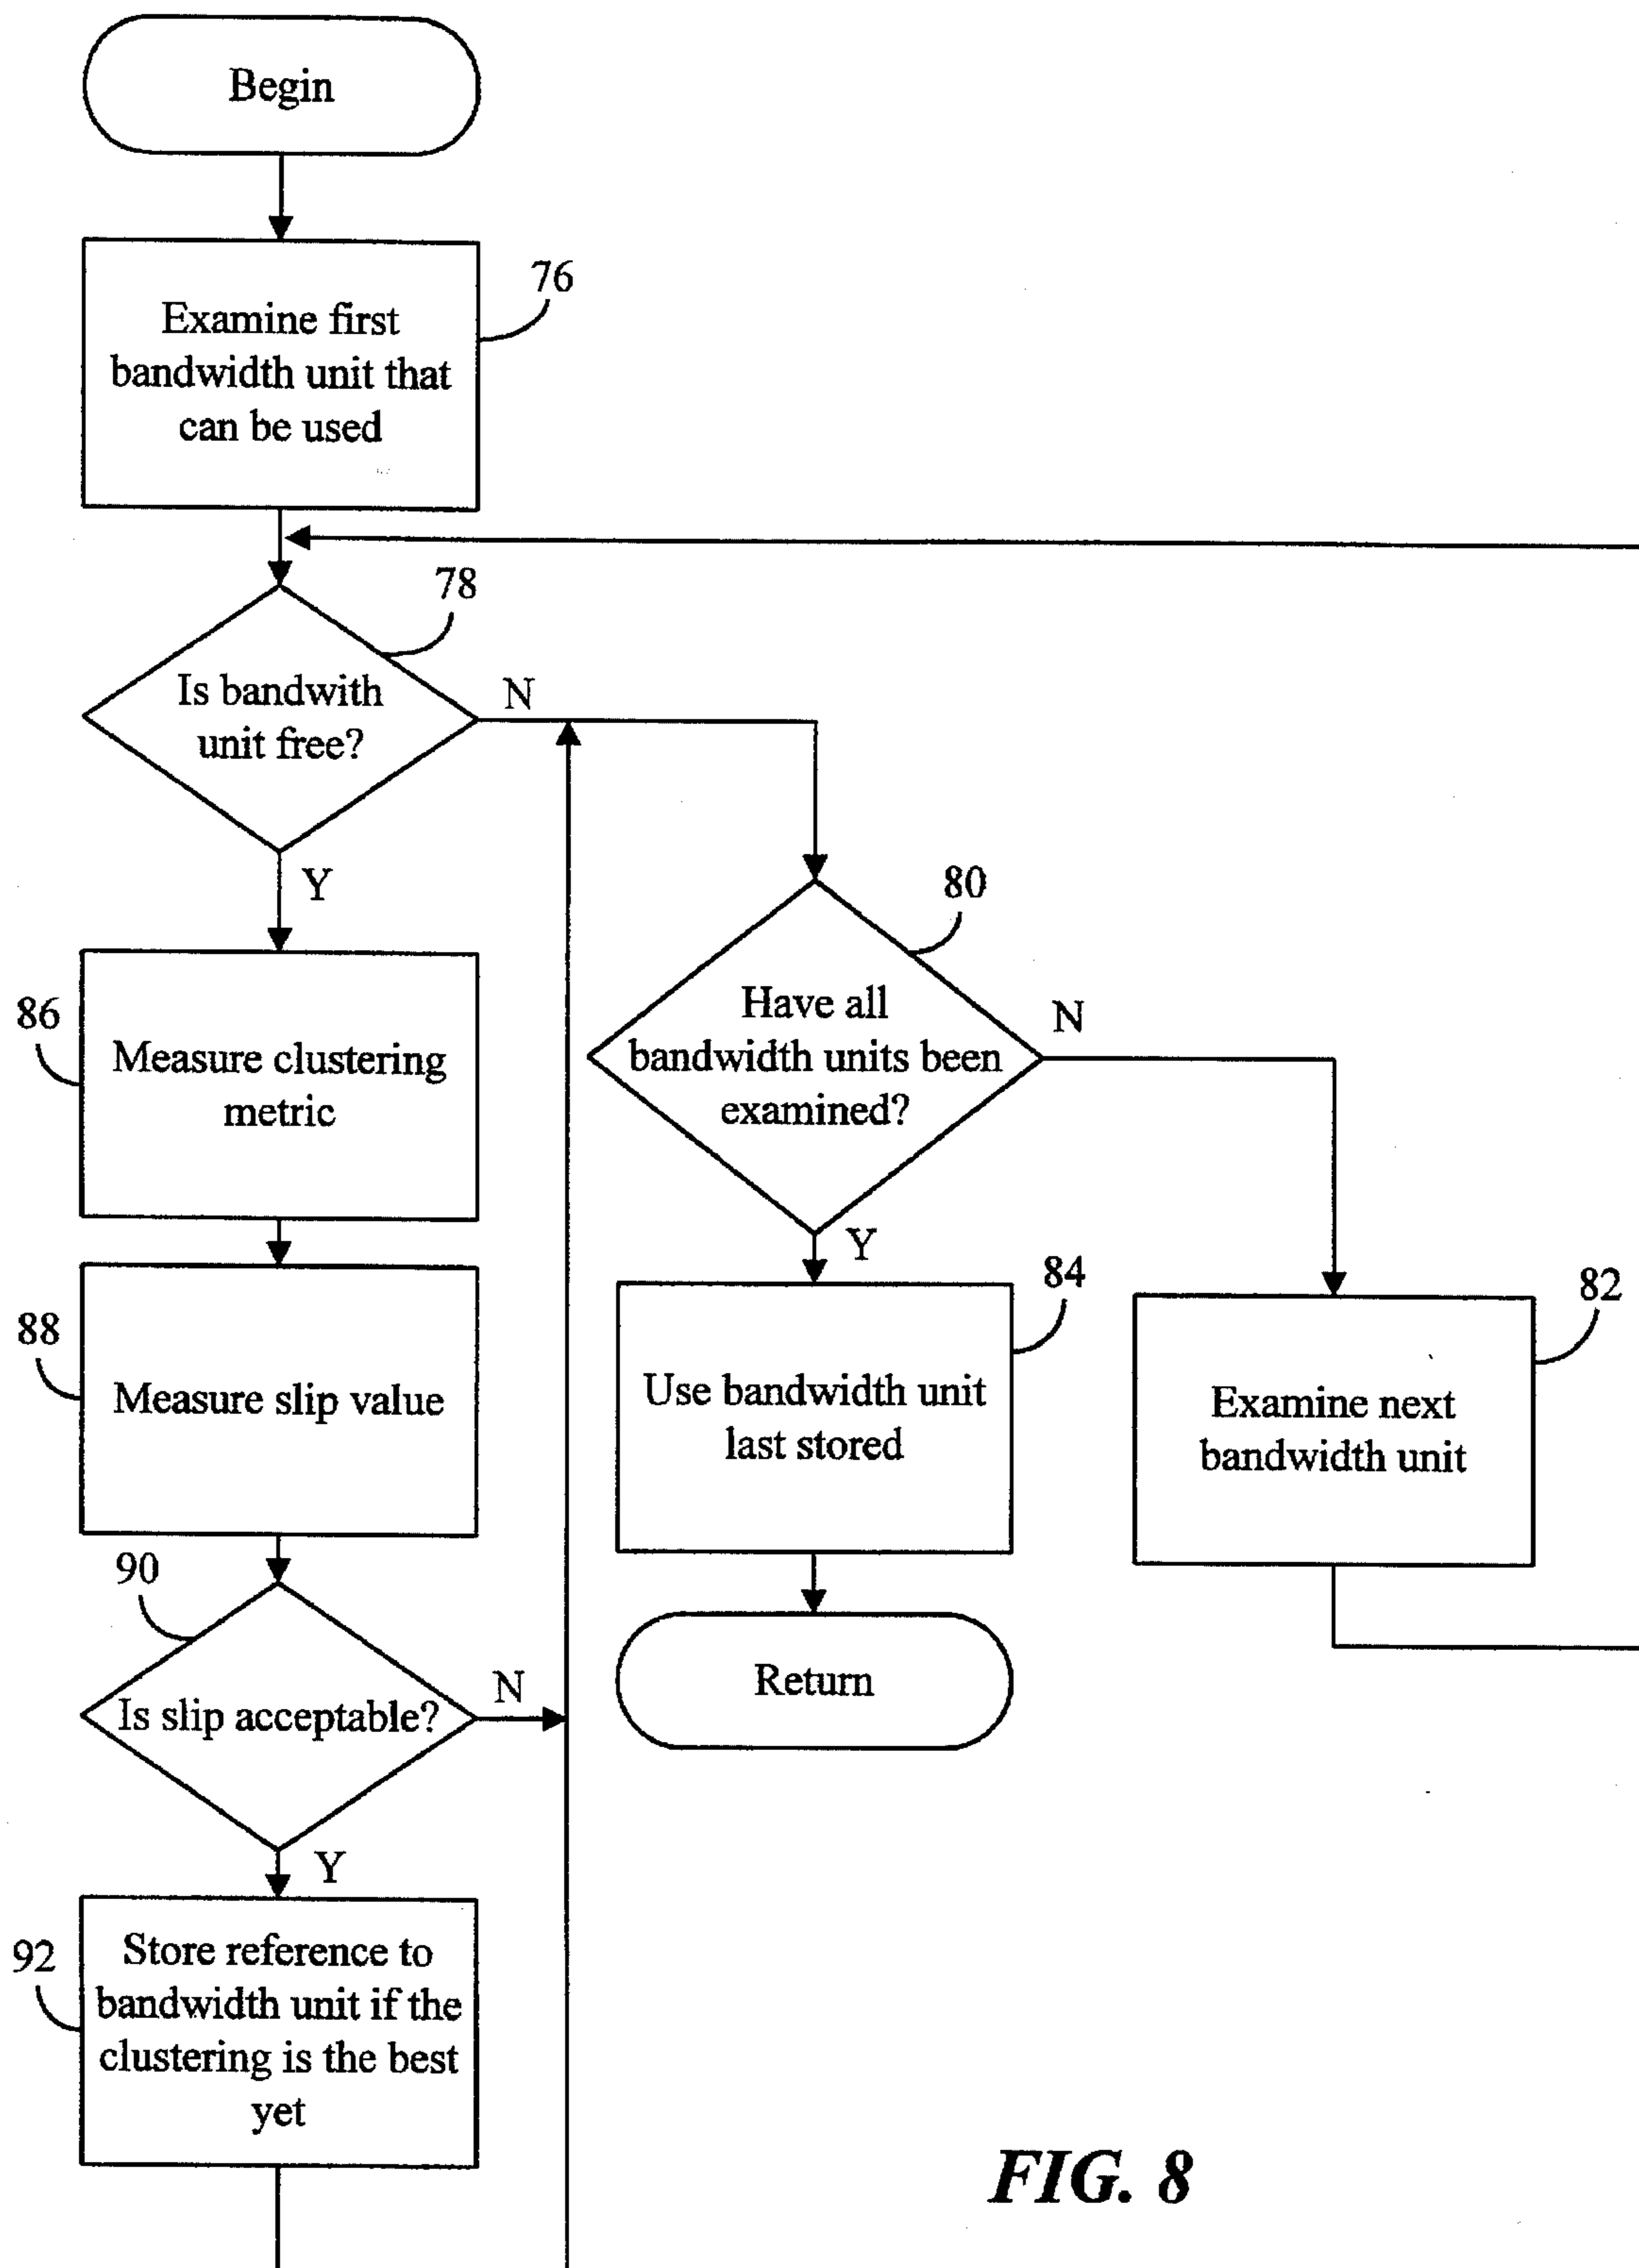 Begin
76
Examine first
bandwidth unit that
can be used
78
Is bandwith
unit free?
N
Y
80
Have all
bandwidth units been
examined?
N
Y
86
Measure clustering
metric
84
Use bandwidth unit
last stored
82
Examine next
bandwidth unit
88
Measure slip value
90
Is slip acceptable?
N
Y
Return
92
Store reference to
bandwidth unit if the
clustering is the best
yet
FIG. 8